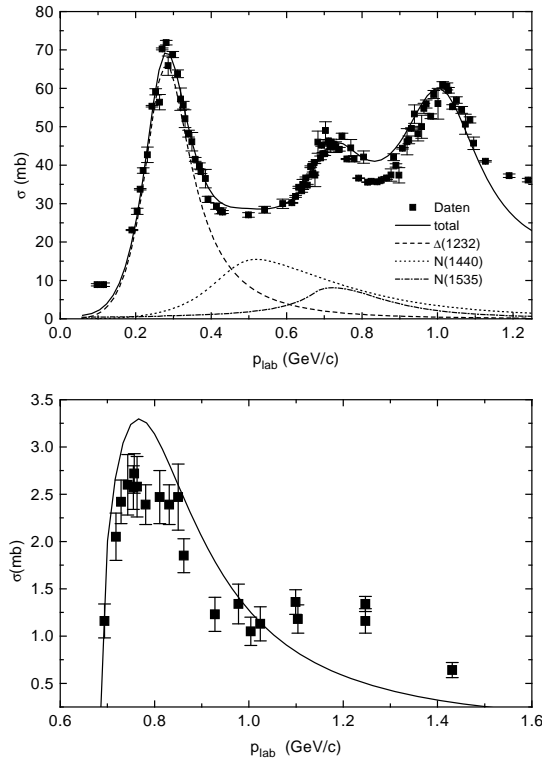 80
70
60
50
40
30
20
10
0
σ (mb)
Daten
total
Δ(1232)
N(1440)
N(1535)
0.0 0.2 0.4 0.6 0.8 1.0 1.2
p_lab (GeV/c)
3.5
3.0
2.5
2.0
1.5
1.0
0.5
σ(mb)
0.6 0.8 1.0 1.2 1.4 1.6
p_lab (GeV/c)